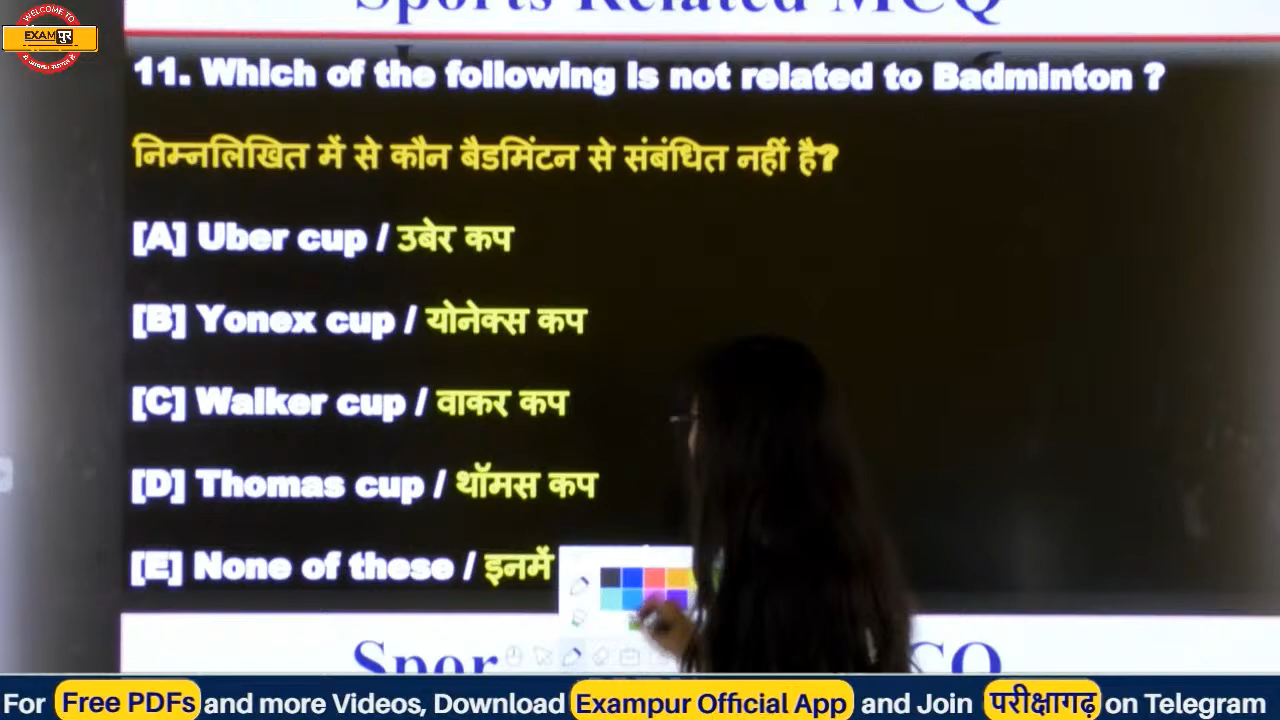 Sports Related MCQ
WELCOME TO
EXAM पुर
11. Which of the following is not related to Badminton ?
निम्नलिखित में से कौन बैडमिंटन से संबंधित नहीं है?
[A] Uber cup / उबेर कप
[B] Yonex cup / योनेक्स कप
[C] Walker cup / वाकर कप
[D] Thomas cup / थॉमस कप
[E] None of these / इनमें
Spor
CQ
For Free PDFs and more Videos, Download Exampur Official App and Join परीक्षागढ़ on Telegram